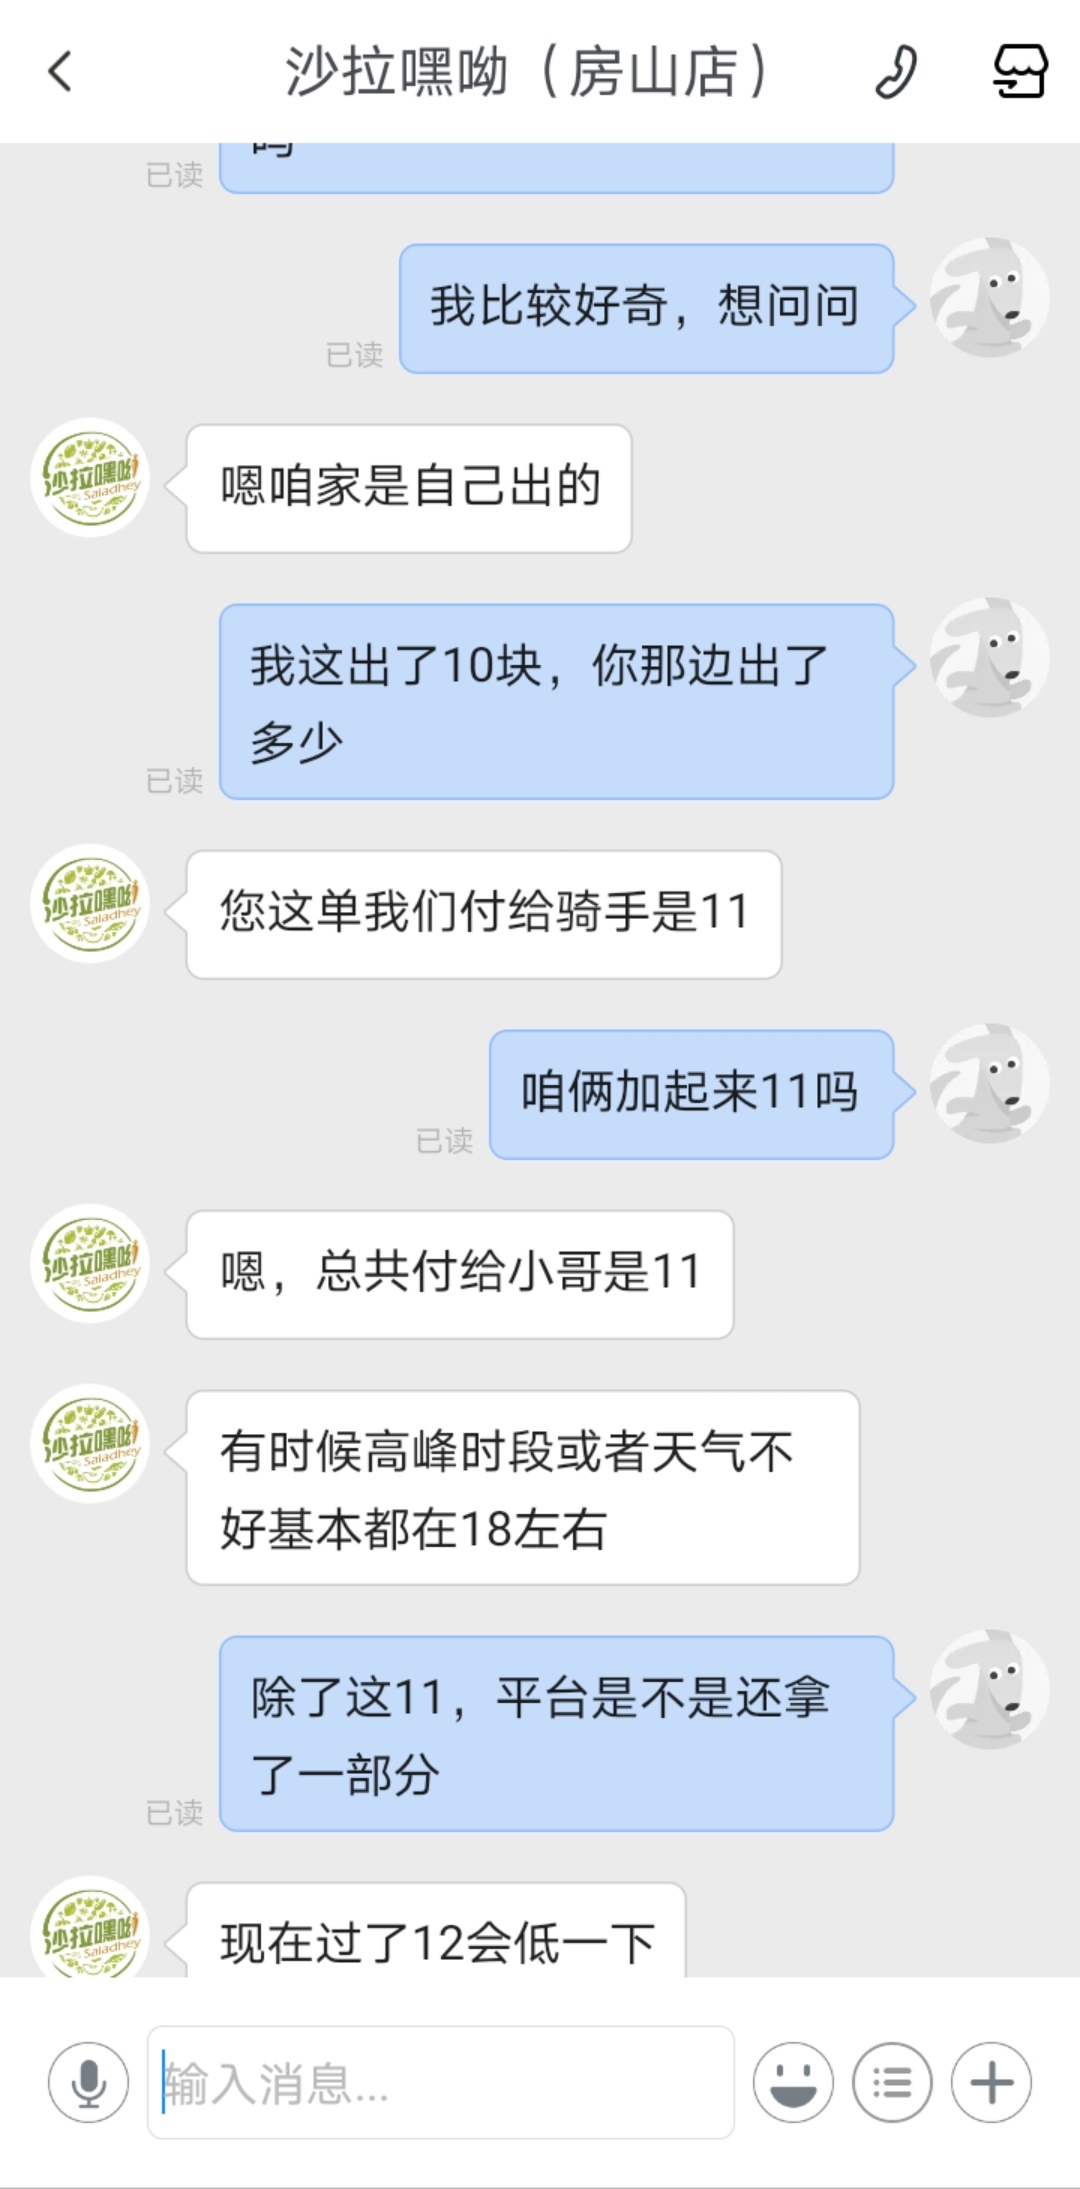 沙拉嘿呦（房山店）
已读
我比较好奇，想问问
已读
沙拉嘿呦
Saladhey
嗯咱家是自己出的
我这出了10块，你那边出了
多少
已读
沙拉嘿呦
Saladhey
您这单我们付给骑手是11
咱俩加起来11吗
已读
沙拉嘿呦
Saladhey
嗯，总共付给小哥是11
沙拉嘿呦
Saladhey
有时候高峰时段或者天气不
好基本都在18左右
除了这11，平台是不是还拿
了一部分
已读
沙拉嘿呦
Saladhey
现在过了12会低一下
输入消息...